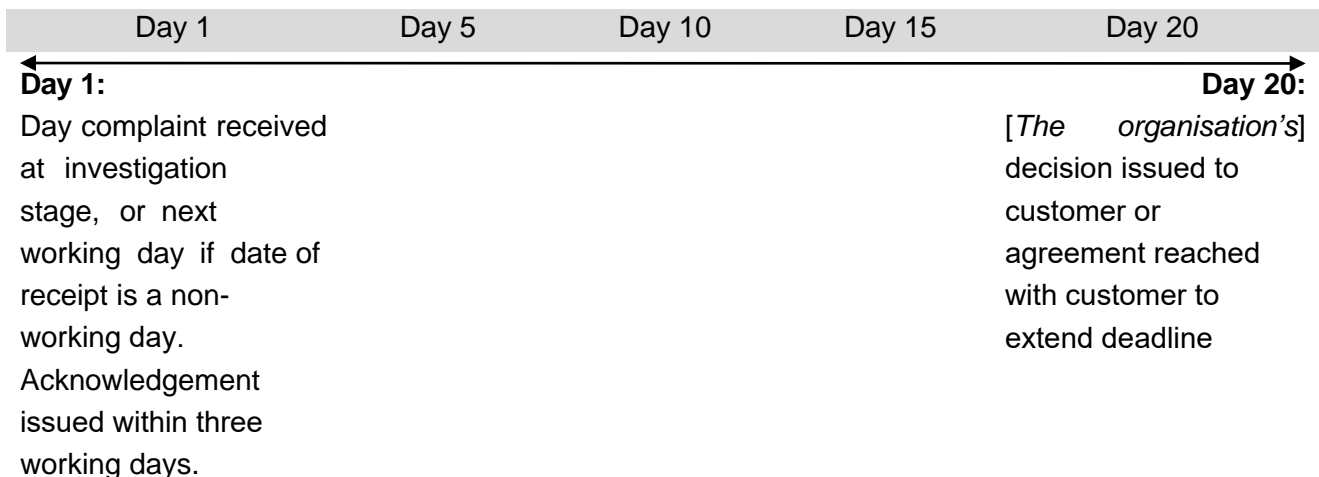 Day 1 Day 5 Day 10 Day 15 Day 20
Day 1:
Day complaint received
at investigation
stage, or next
working day if date of
receipt is a non-
working day.
Acknowledgement
issued within three
working days.
Day 20:
[The organisation’s]
decision issued to
customer or
agreement reached
with customer to
extend deadline